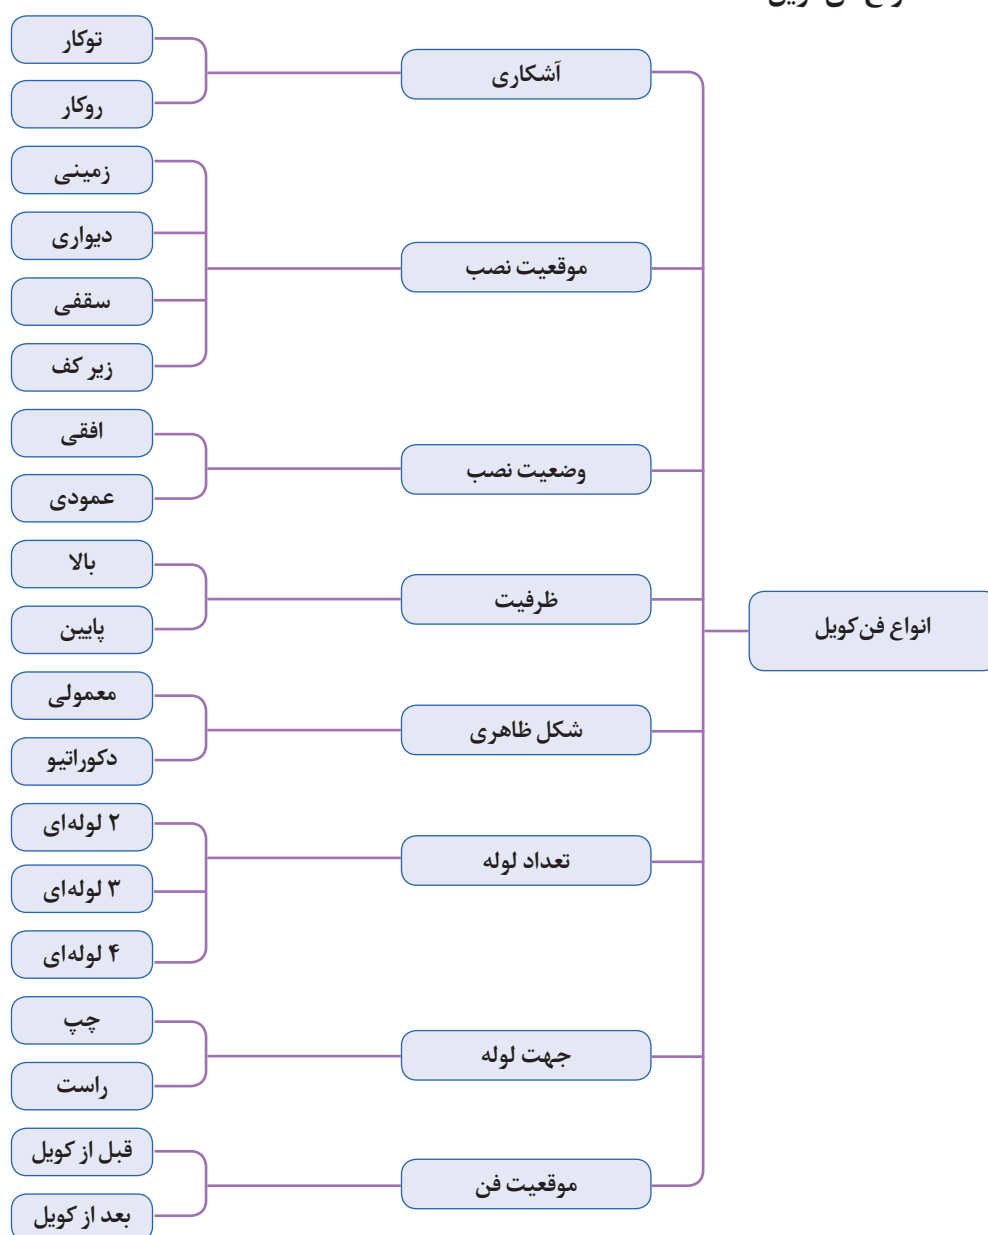 انواع فن‌کویل
آشکاری
توکار
روکار
موقعیت نصب
زمینی
دیواری
سقفی
زیر کف
وضعیت نصب
افقی
عمودی
ظرفیت
بالا
پایین
شکل ظاهری
معمولی
دکوراتیو
تعداد لوله
۲ لوله‌ای
۳ لوله‌ای
۴ لوله‌ای
جهت لوله
چپ
راست
موقعیت فن
قبل از کویل
بعد از کویل